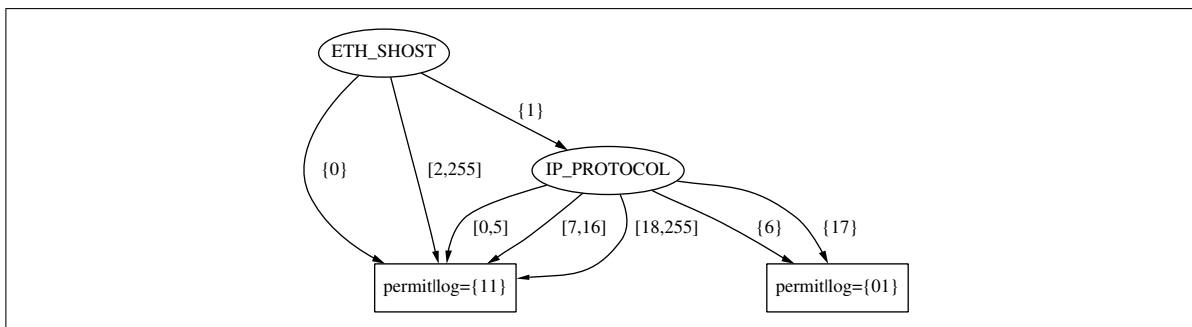 ETH_SHOST
{1}
{0}
[2,255]
IP_PROTOCOL
[0,5]
[7,16]
[18,255]
{6}
{17}
permit||log={11}
permit||log={01}